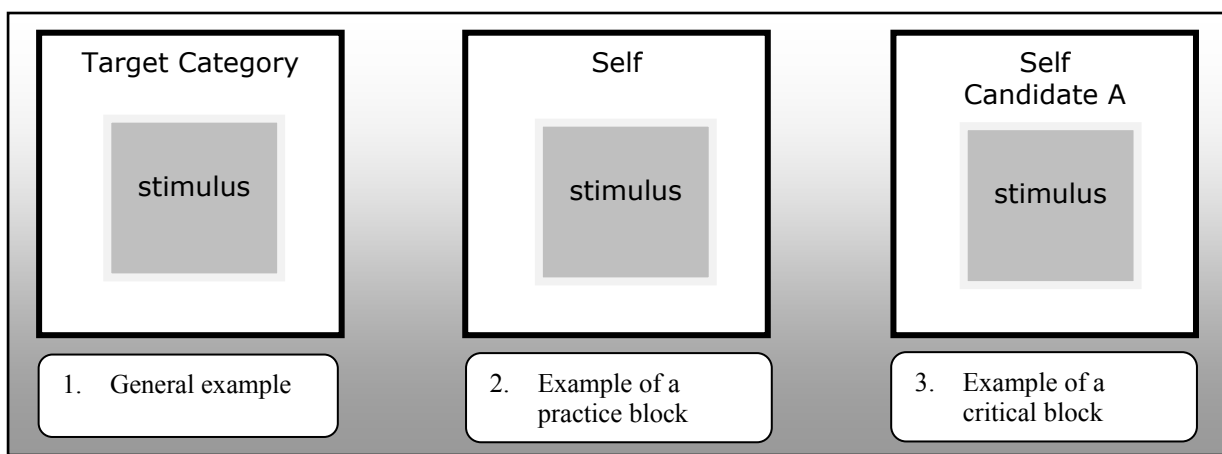 Target Category
stimulus
1. General example
Self
stimulus
2. Example of a
practice block
Self
Candidate A
stimulus
3. Example of a
critical block